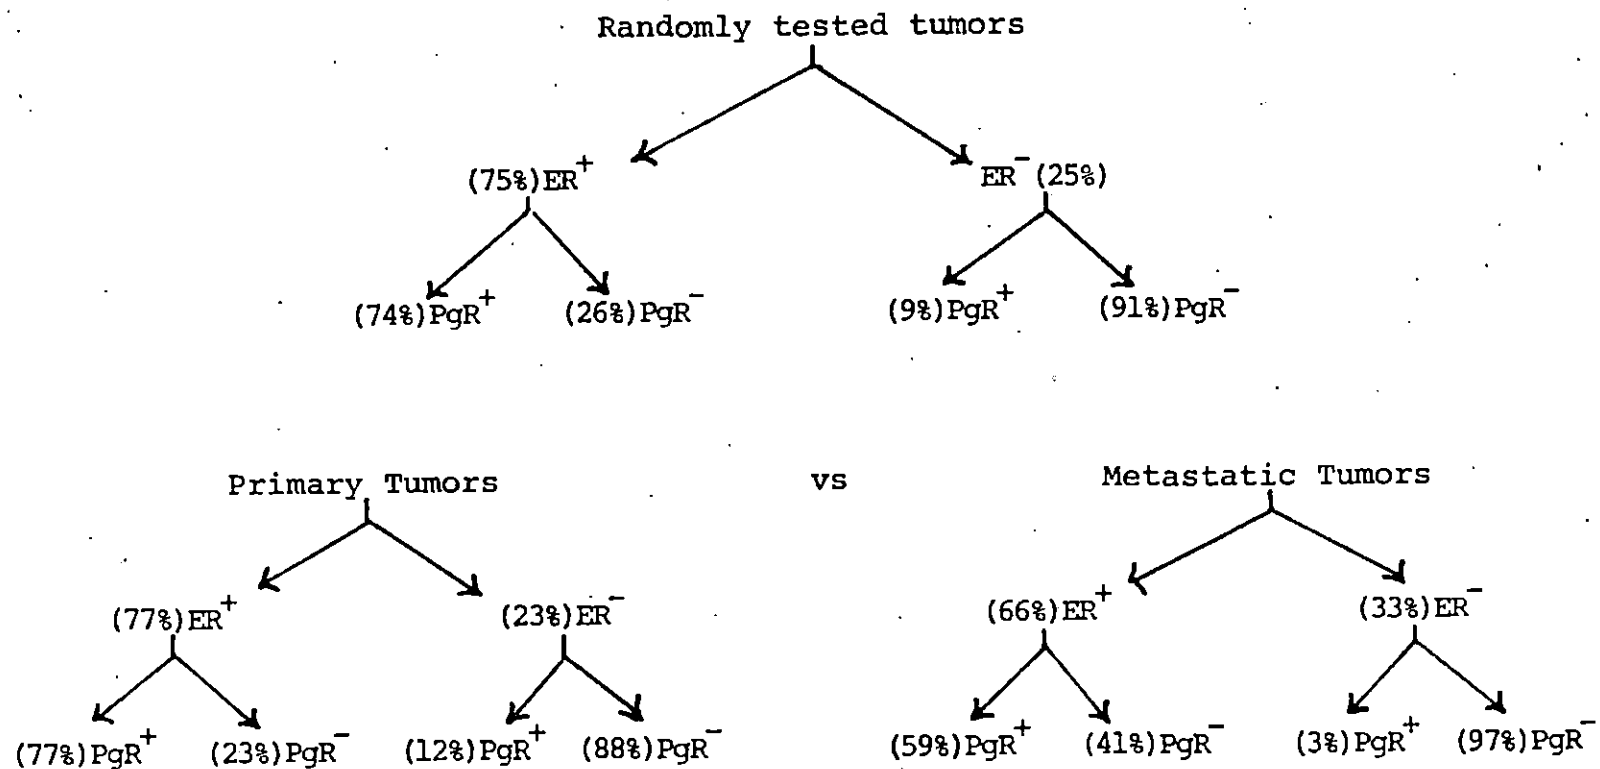 Randomly tested tumors
(75%)ER+ ER-(25%)
(74%)PgR+ (26%)PgR- (9%)PgR+ (91%)PgR-
Primary Tumors vs Metastatic Tumors
(77%)ER+ (23%)ER- (66%)ER+ (33%)ER-
(77%)PgR+ (23%)PgR- (12%)PgR+ (88%)PgR- (59%)PgR+ (41%)PgR- (3%)PgR+ (97%)PgR-